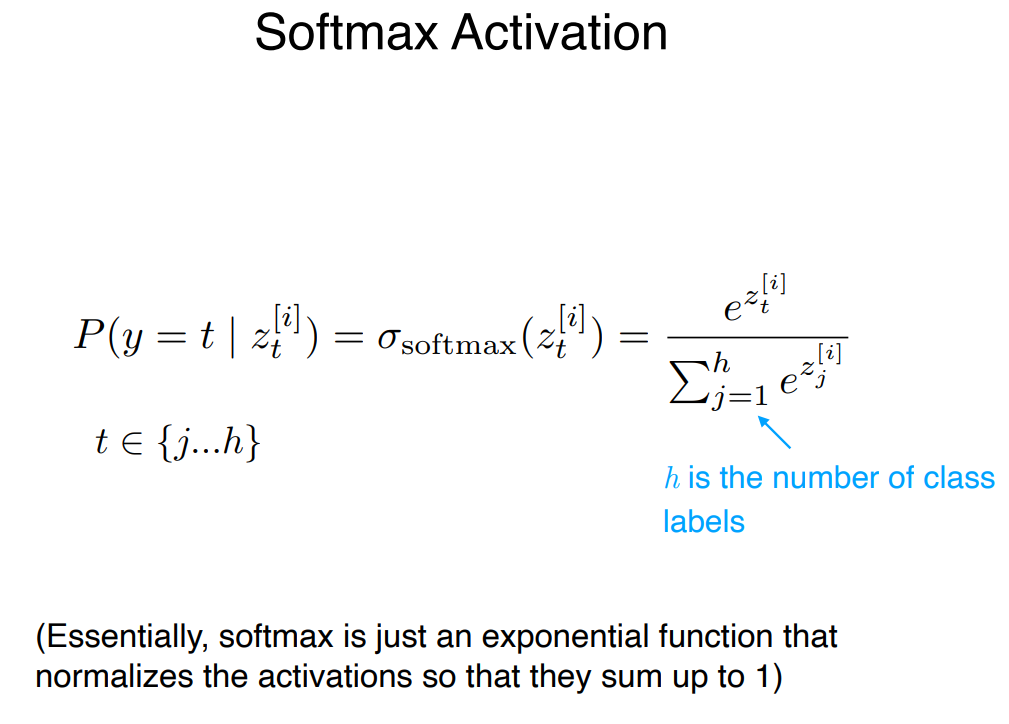 Softmax Activation
$P(y = t \mid z_t^{[i]}) = \sigma_{\text{softmax}}(z_t^{[i]}) = \frac{e^{z_t^{[i]}}}{\sum_{j=1}^{h} e^{z_j^{[i]}}}$
$t \in \{j...h\}$
h is the number of class
labels
(Essentially, softmax is just an exponential function that
normalizes the activations so that they sum up to 1)